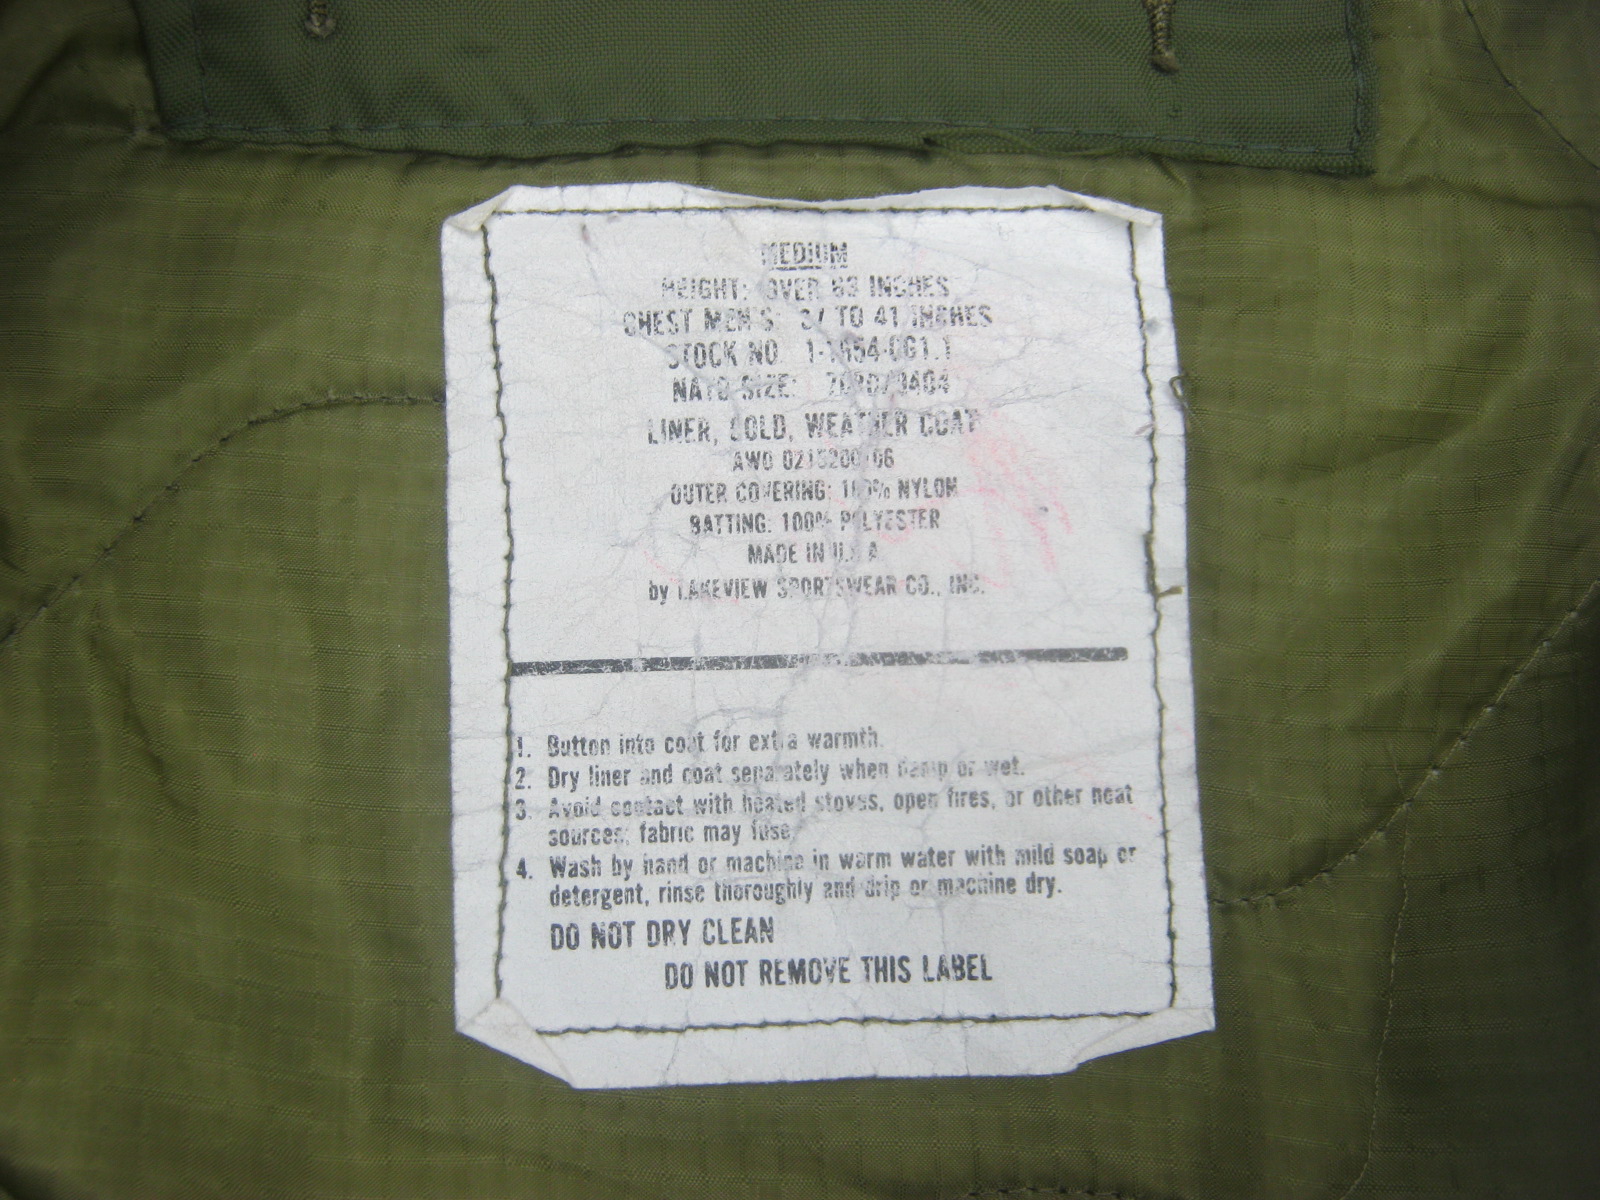 MEDIUM
HEIGHT: OVER 63 INCHES
CHEST MEN'S: 37 TO 41 INCHES
STOCK NO.
NATO SIZE:
LINER, COLD, WEATHER COAT
AWO
OUTER COVERING: 100% NYLON
BATTING: 100% POLYESTER
MADE IN U.S.A.
by LAKEVIEW SPORTSWEAR CO., INC.
1. Button into coat for extra warmth.
2. Dry liner and coat separately when damp or wet.
3. Avoid contact with heated stoves, open fires, or other heat
sources; fabric may fuse.
4. Wash by hand or machine in warm water with mild soap or
detergent, rinse thoroughly and drip or machine dry.
DO NOT DRY CLEAN
DO NOT REMOVE THIS LABEL